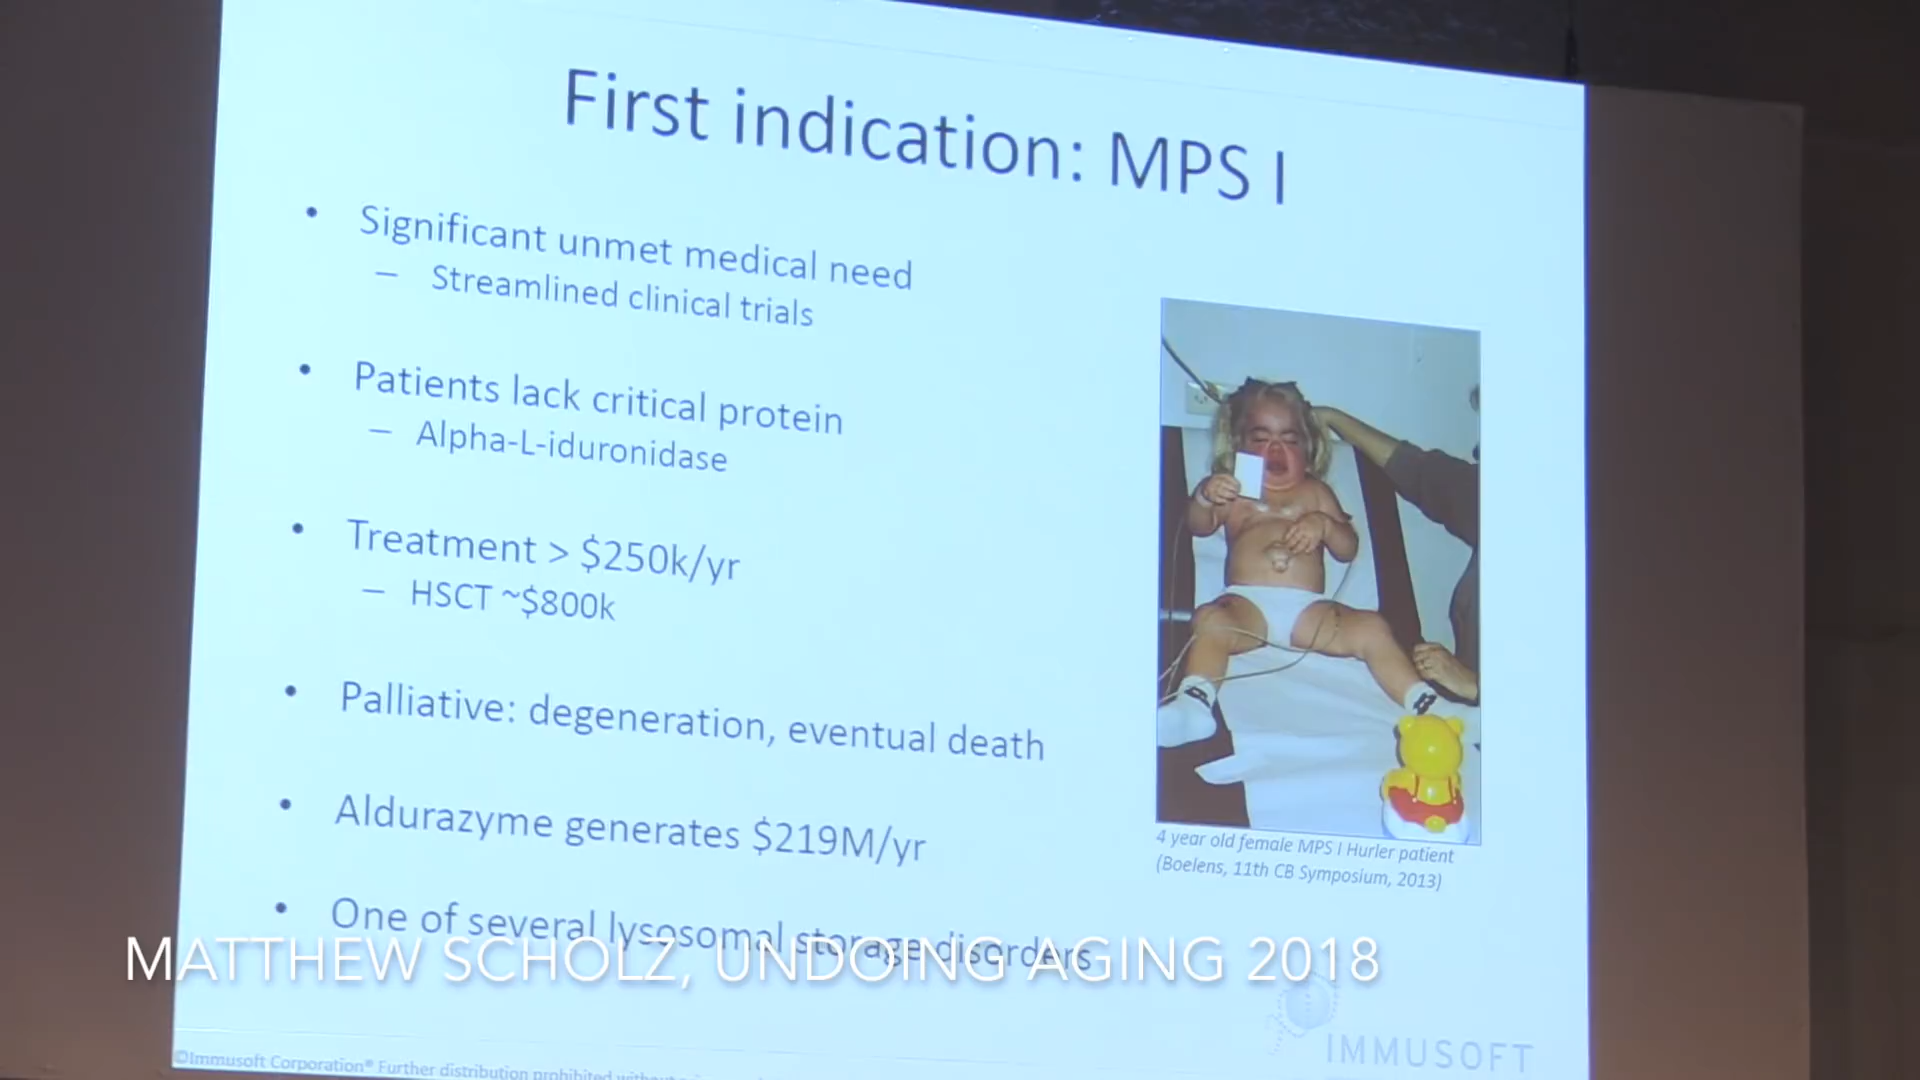 First indication: MPS I
• Significant unmet medical need
– Streamlined clinical trials
• Patients lack critical protein
– Alpha-L-iduronidase
• Treatment > $250k/yr
– HSCT ~$800k
• Palliative: degeneration, eventual death
• Aldurazyme generates $219M/yr
• One of several lysosomal storage disorders
4 year old female MPS I Hurler patient
(Boelens, 11th CB Symposium, 2013)
MATTHEW SCHOLZ, UNDOING AGING 2018
IMMUSOFT
©Immusoft Corporation® Further distribution prohibited